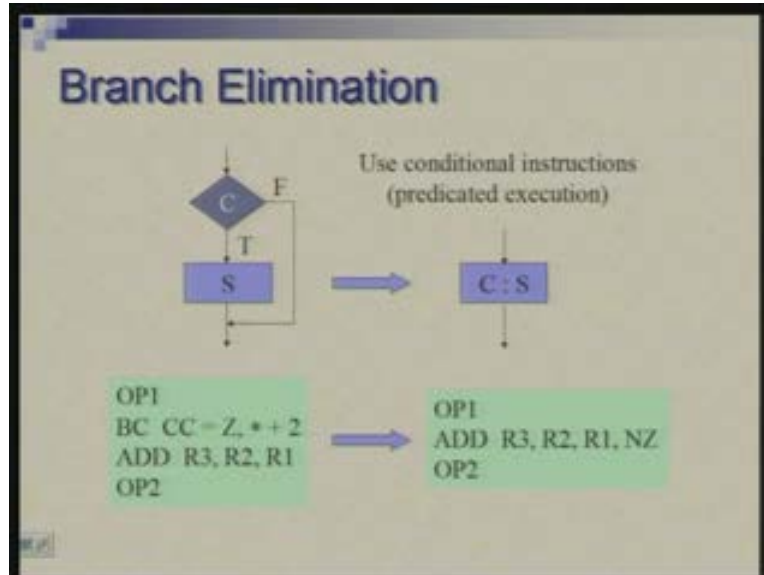 Branch Elimination
Use conditional instructions
(predicated execution)
C
F
T
S
C : S
OP1
BC CC = Z, * + 2
ADD R3, R2, R1
OP2
OP1
ADD R3, R2, R1, NZ
OP2